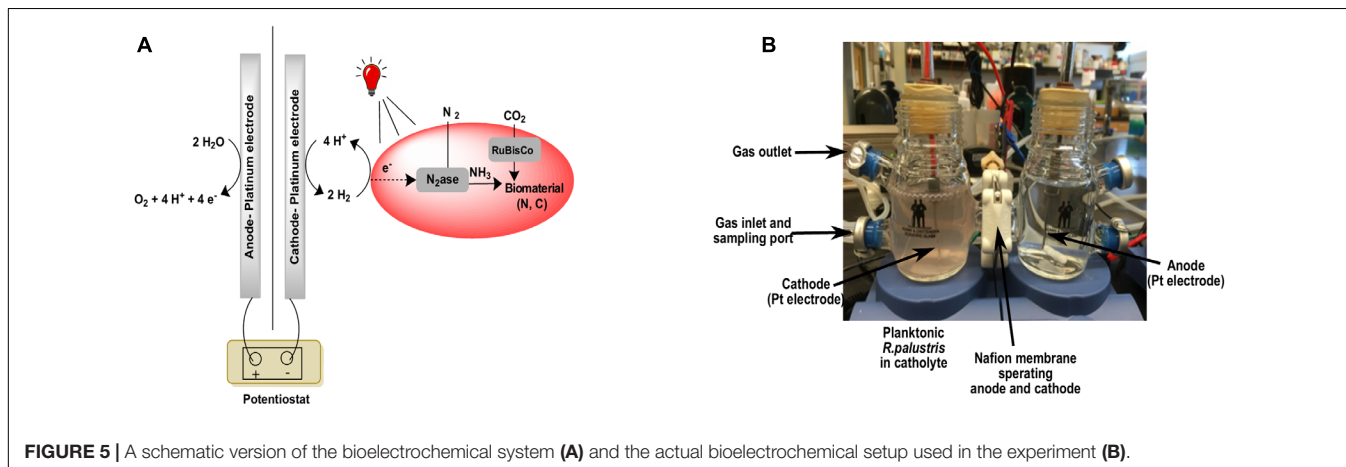 A
Anode- Platinum electrode
Cathode- Platinum electrode
2 H₂O
O₂ + 4 H⁺ + 4 e⁻
4 H⁺
2 H₂
e⁻
N₂
CO₂
RuBisCo
N₂ase
NH₃
Biomaterial
(N, C)
+
-
Potentiostat
B
Gas outlet
Gas inlet and
sampling port
Cathode
(Pt electrode)
Planktonic
R.palustris
in catholyte
Nafion membrane
sperating
anode and cathode
Anode
(Pt electrode)
FIGURE 5 | A schematic version of the bioelectrochemical system (A) and the actual bioelectrochemical setup used in the experiment (B).